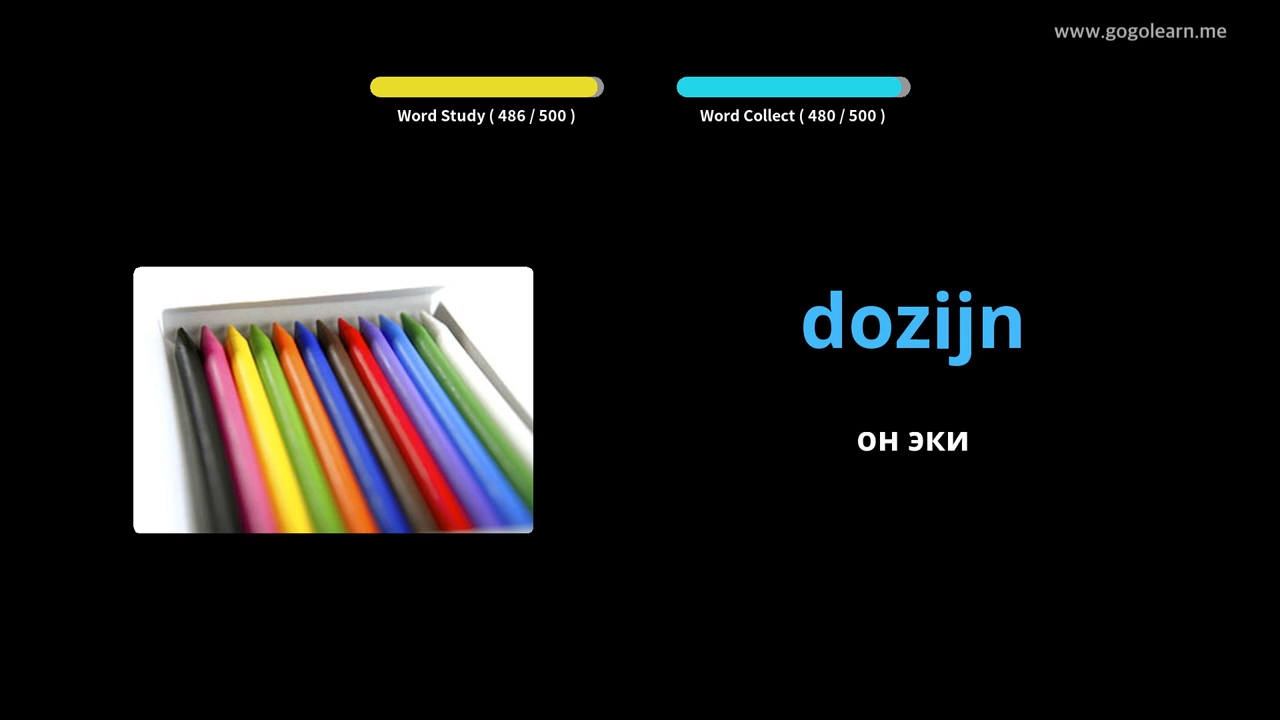 www.gogolearn.me
Word Study ( 486 / 500 )
Word Collect ( 480 / 500 )
dozijn
он эки